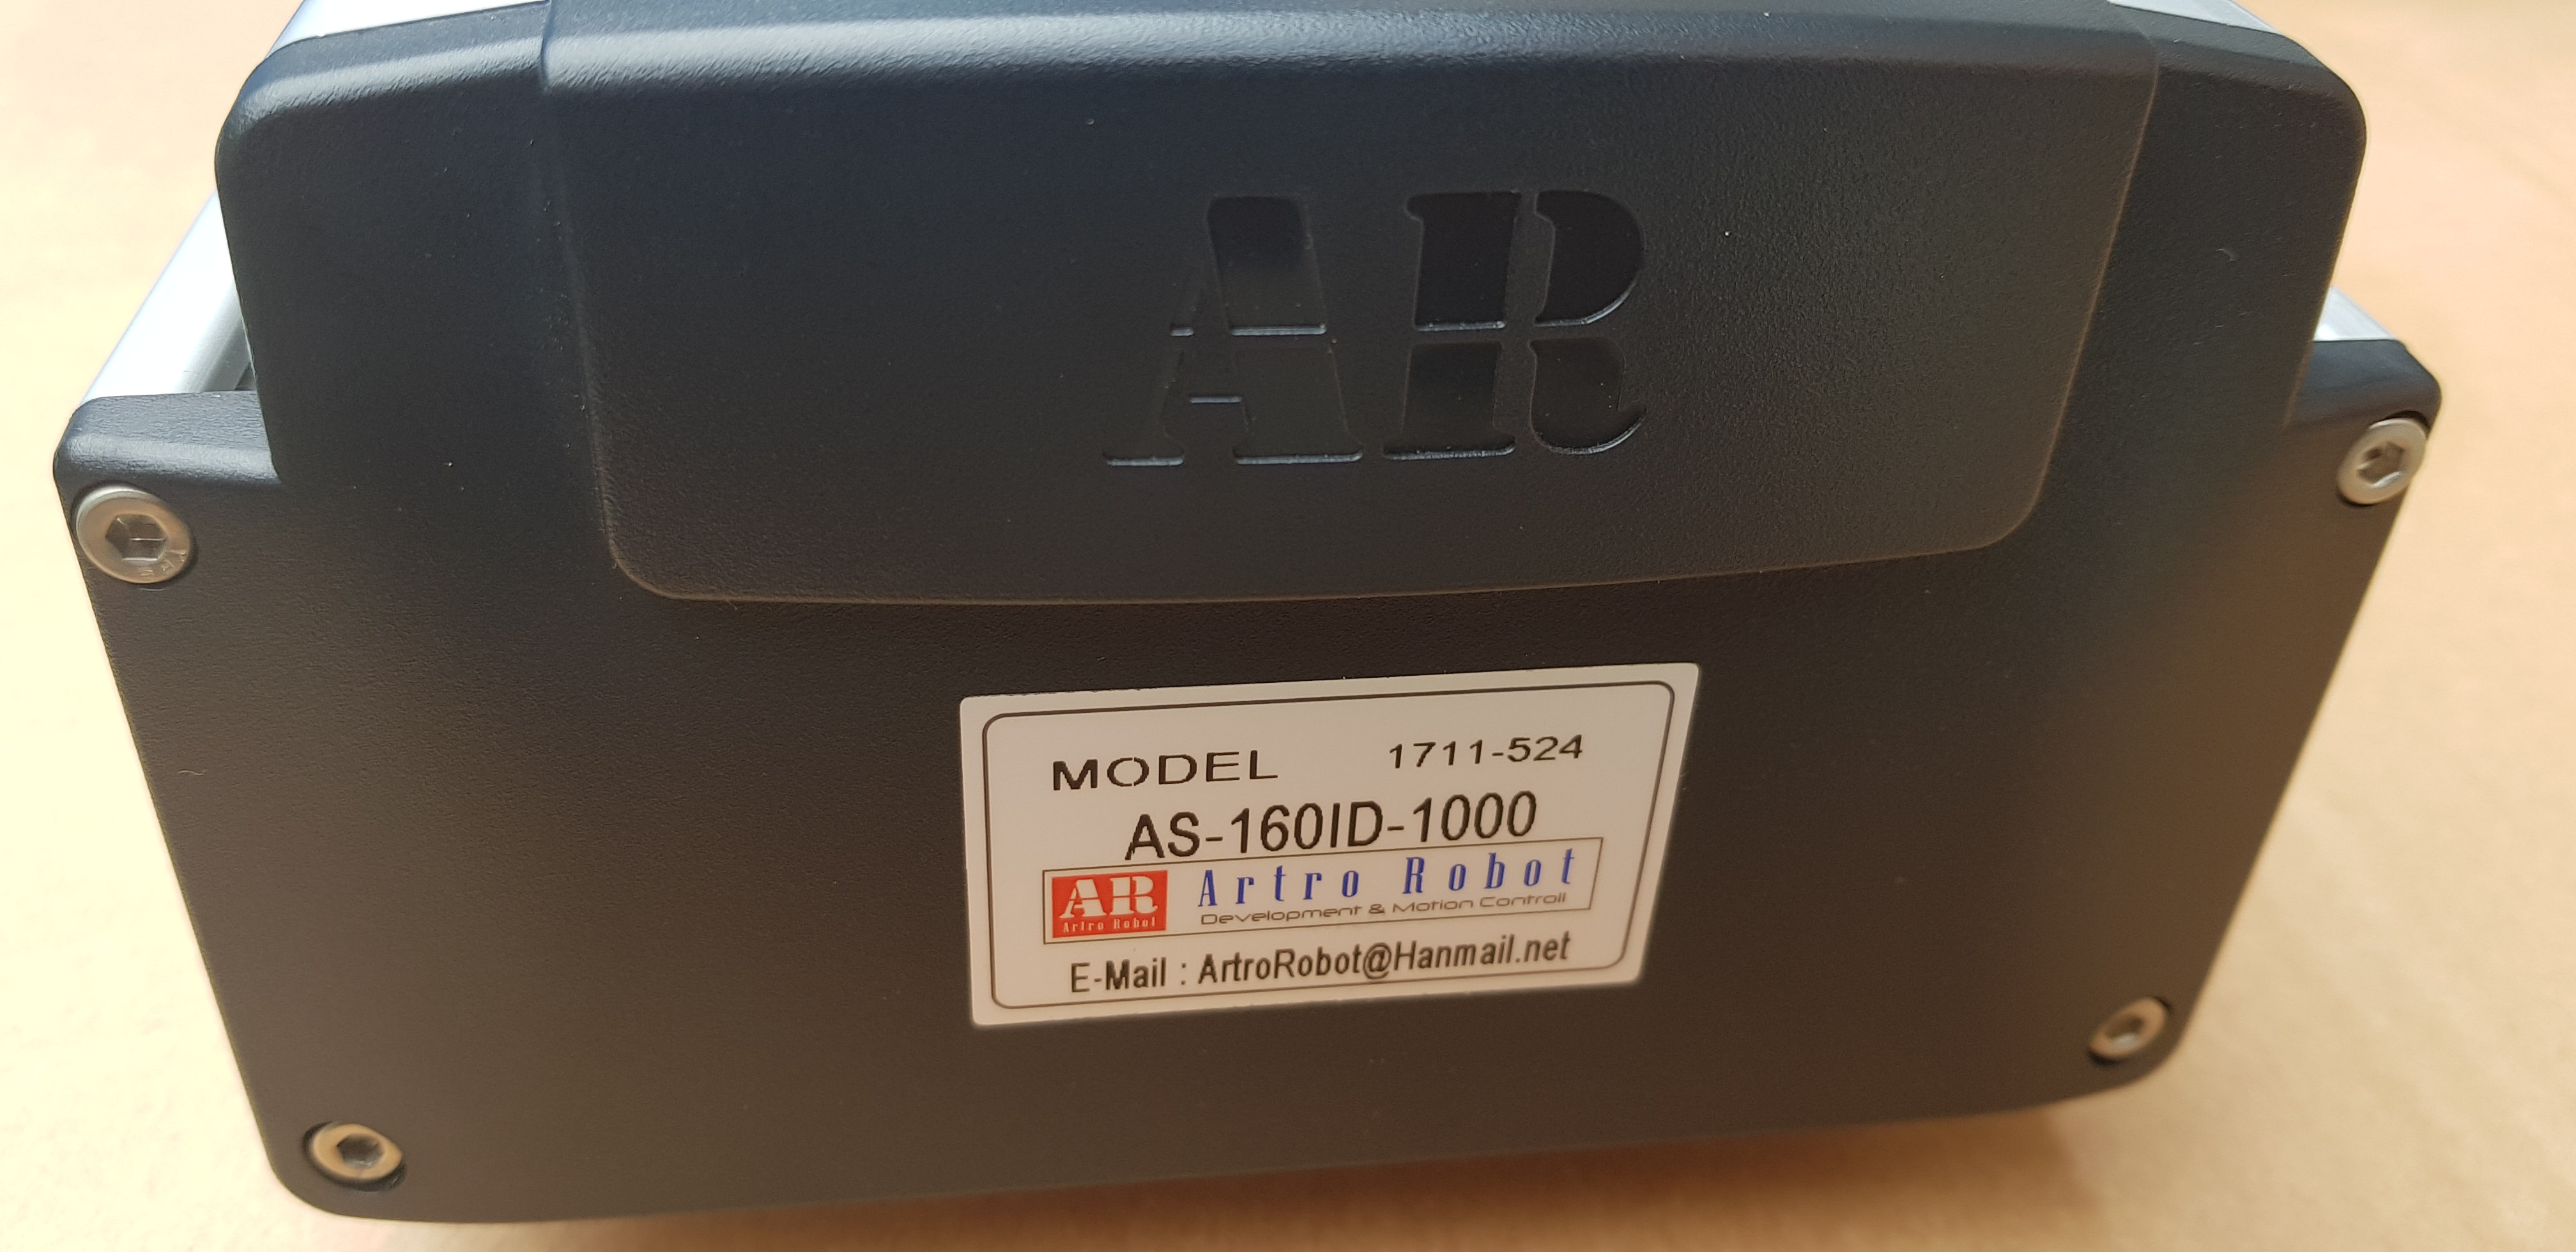 AR
MODEL 1711-524
AS-160ID-1000
AR Artro Robot
Artro Robot Development & Motion Controll
E-Mail : ArtroRobot@Hanmail.net